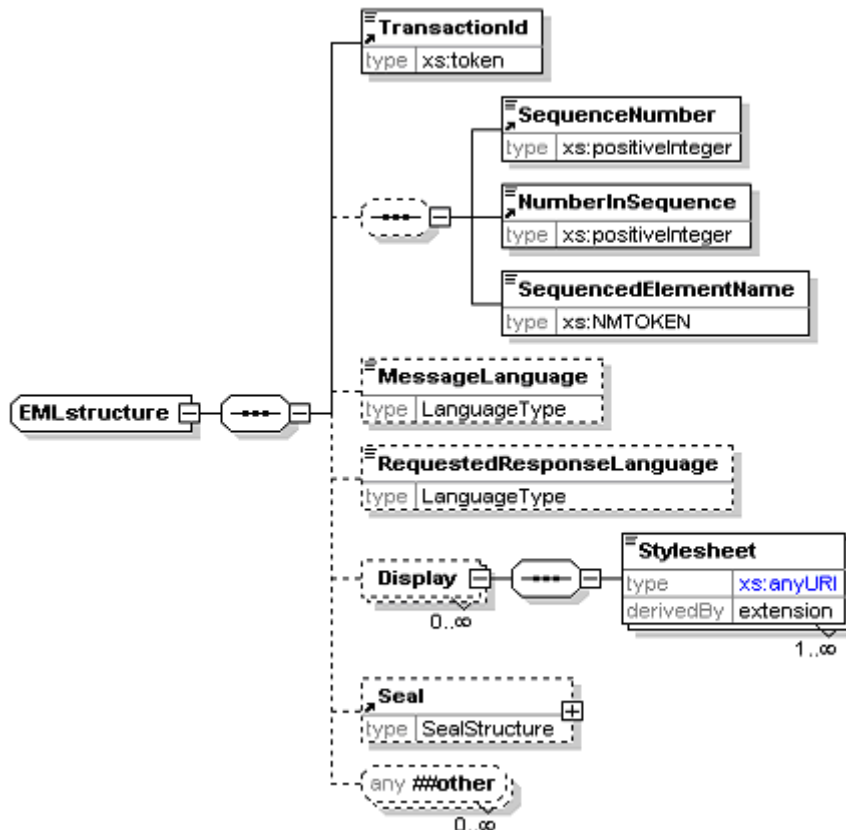 TransactionId
type xs:token
SequenceNumber
type xs:positiveInteger
NumberInSequence
type xs:positiveInteger
SequencedElementName
type xs:NMTOKEN
MessageLanguage
type LanguageType
EMLstructure
RequestedResponseLanguage
type LanguageType
Display
0..∞
Stylesheet
type xs:anyURI
derivedBy extension
1..∞
Seal
type SealStructure
any ##other
0..∞